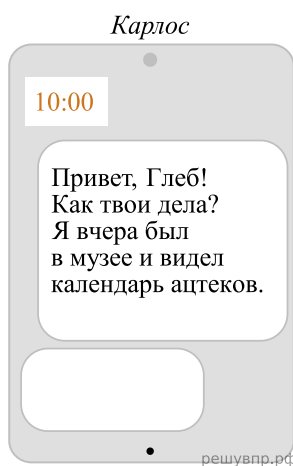 Карлос
10:00
Привет, Глеб!
Как твои дела?
Я вчера был
в музее и видел
календарь ацтеков.
решувпр.рф